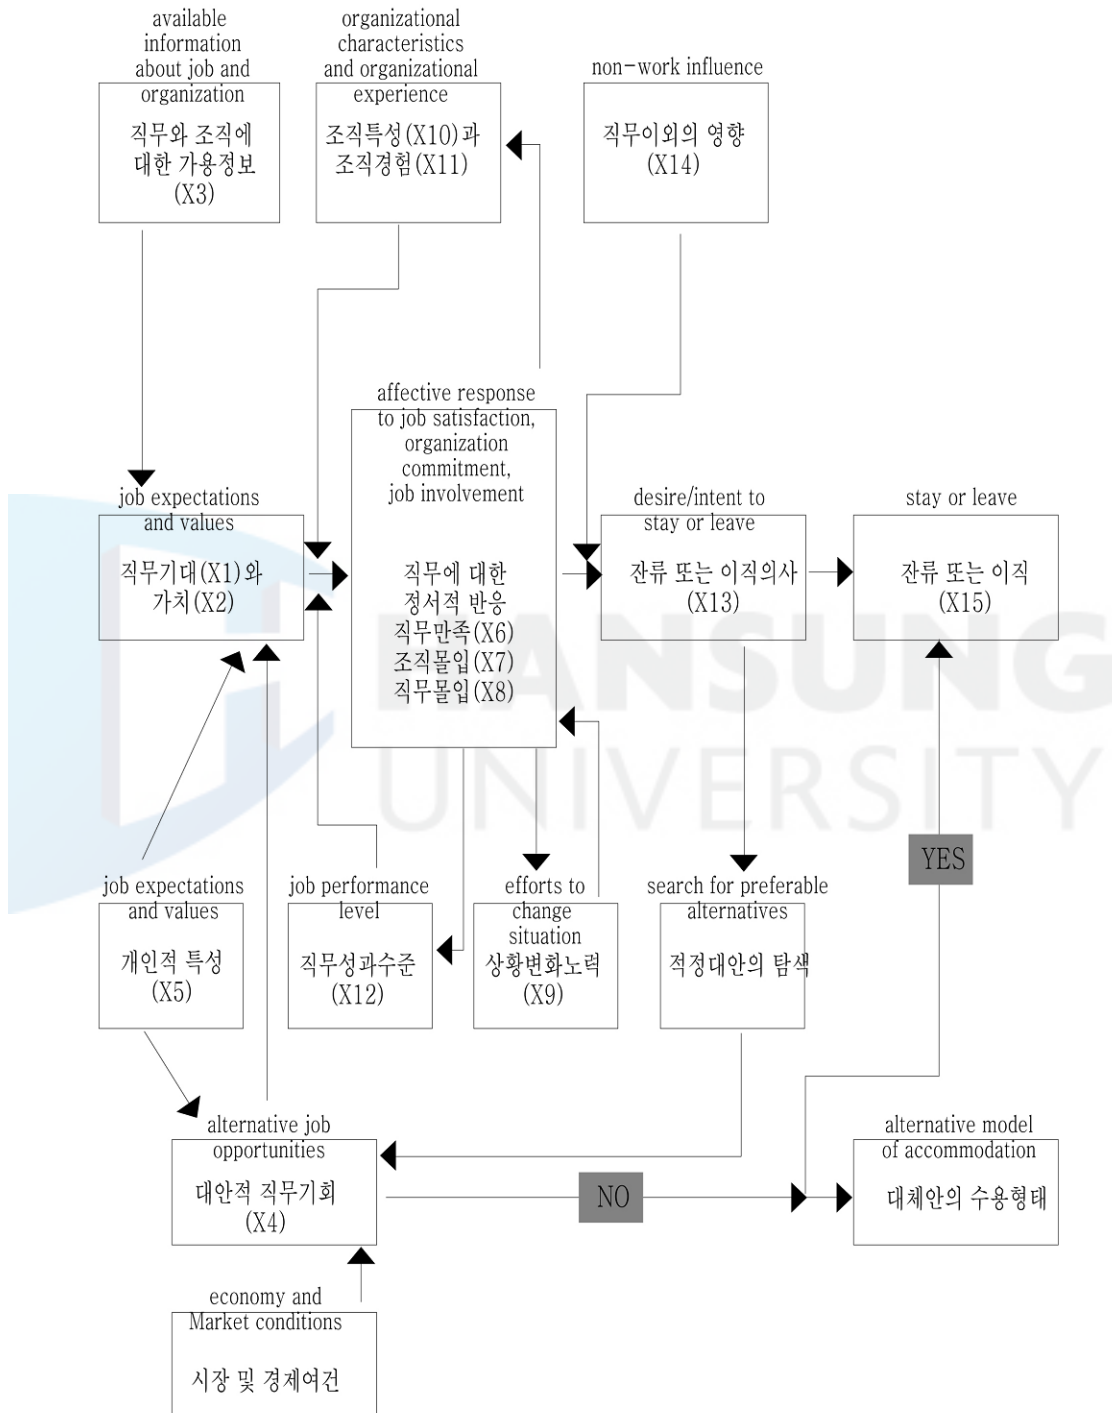 available
information
about job and
organization
직무와 조직에
대한 가용정보
(X3)
organizational
characteristics
and organizational
experience
조직특성(X10)과
조직경험(X11)
non-work influence
직무이외의 영향
(X14)
affective response
to job satisfaction,
organization
commitment,
job involvement
직무에 대한
정서적 반응
직무만족(X6)
조직몰입(X7)
직무몰입(X8)
job expectations
and values
직무기대(X1)와
가치(X2)
desire/intent to
stay or leave
잔류 또는 이직의사
(X13)
stay or leave
잔류 또는 이직
(X15)
HANSUNG
UNIVERSITY
YES
job expectations
and values
개인적 특성
(X5)
job performance
level
직무성과수준
(X12)
efforts to
change
situation
상황변화노력
(X9)
search for preferable
alternatives
적정대안의 탐색
alternative job
opportunities
대안적 직무기회
(X4)
NO
alternative model
of accommodation
대체안의 수용형태
economy and
Market conditions
시장 및 경제여건